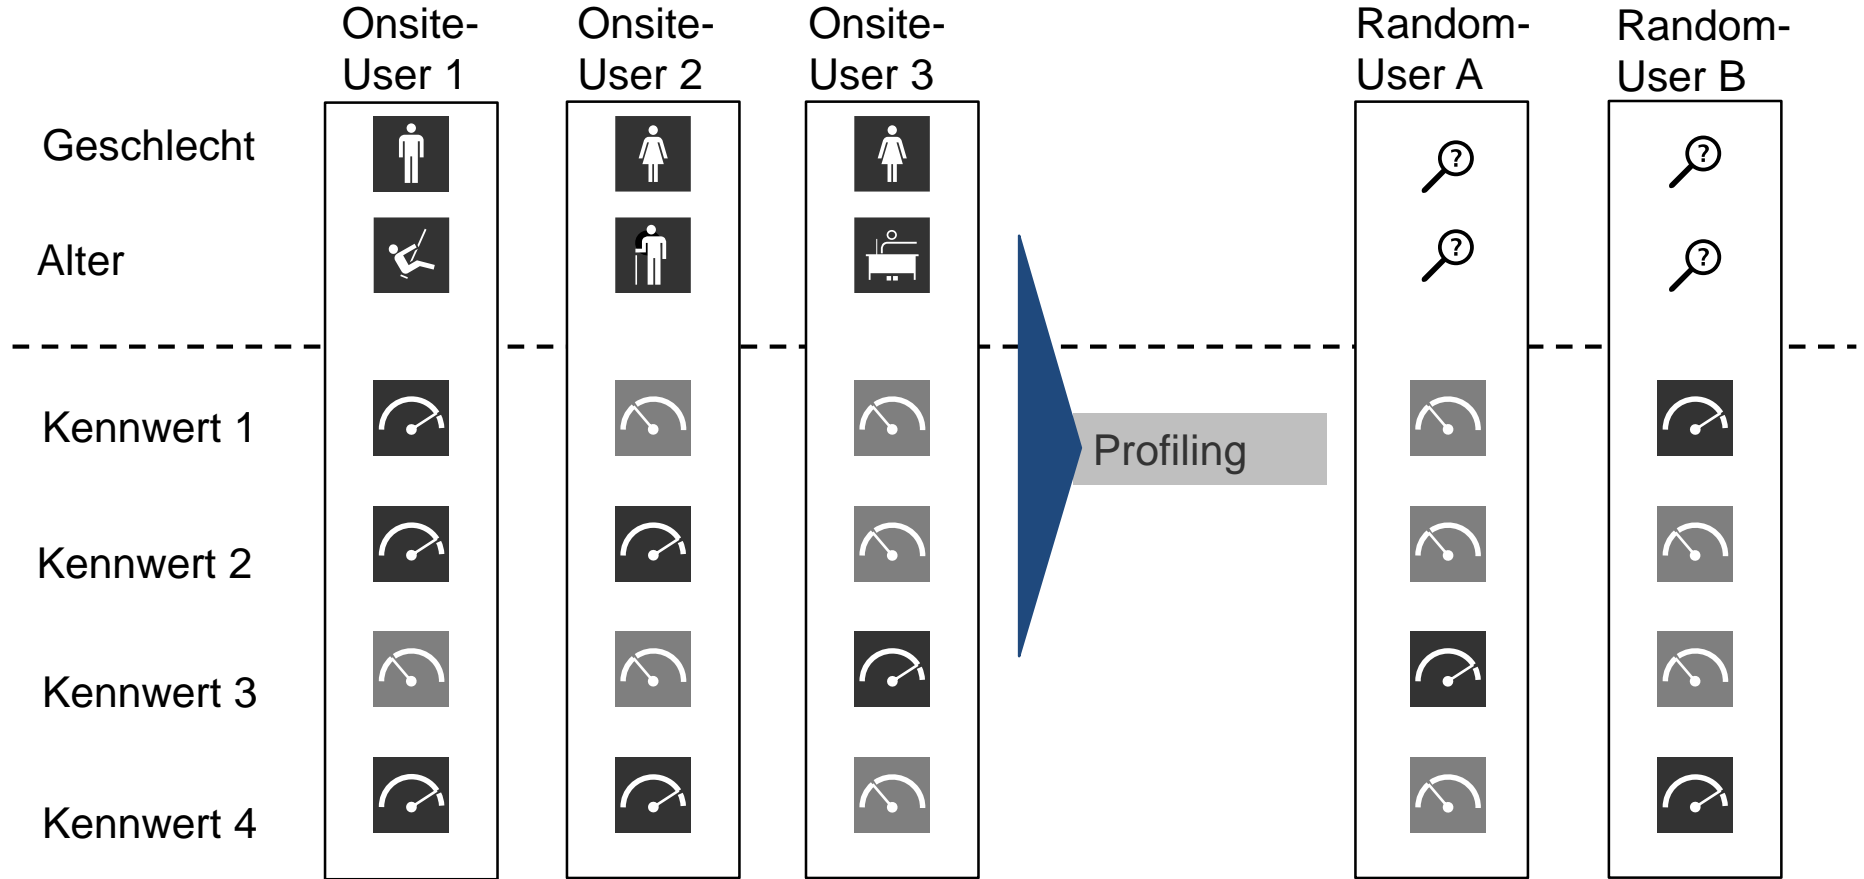 Onsite-
User 1
Onsite-
User 2
Onsite-
User 3
Random-
User A
Random-
User B
Geschlecht
?
?
Alter
?
?
Kennwert 1
Profiling
Kennwert 2
Kennwert 3
Kennwert 4